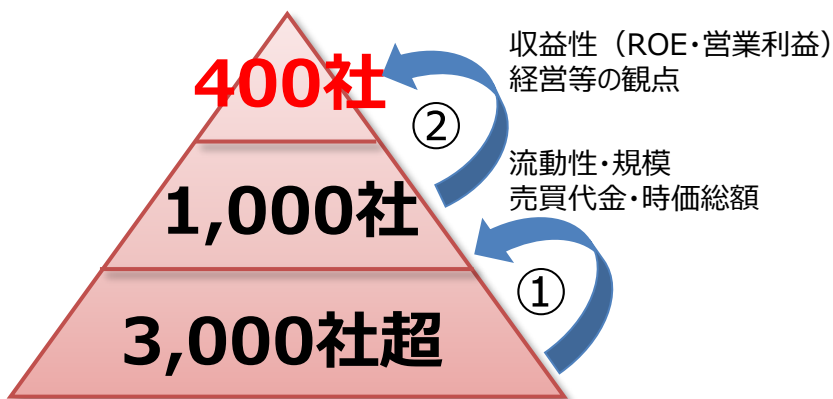 400社
収益性（ROE・営業利益）
経営等の観点
②
1,000社
流動性・規模
売買代金・時価総額
①
3,000社超